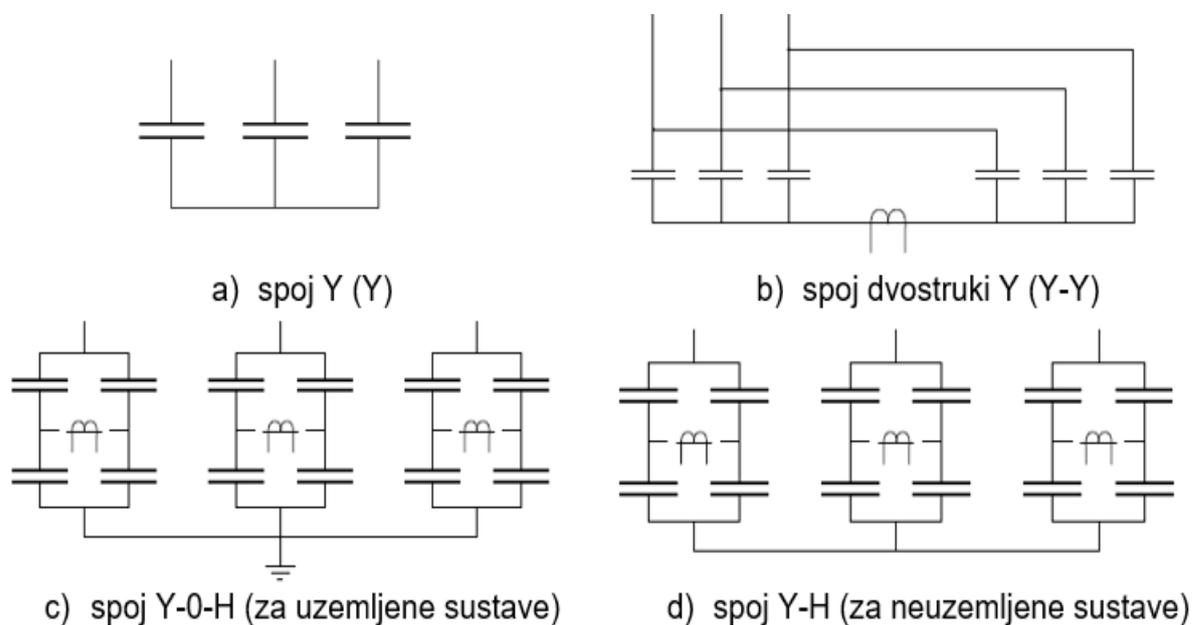 a) spoj Y (Y)
b) spoj dvostruki Y (Y-Y)
c) spoj Y-0-H (za uzemljene sustave)
d) spoj Y-H (za neuzemljene sustave)